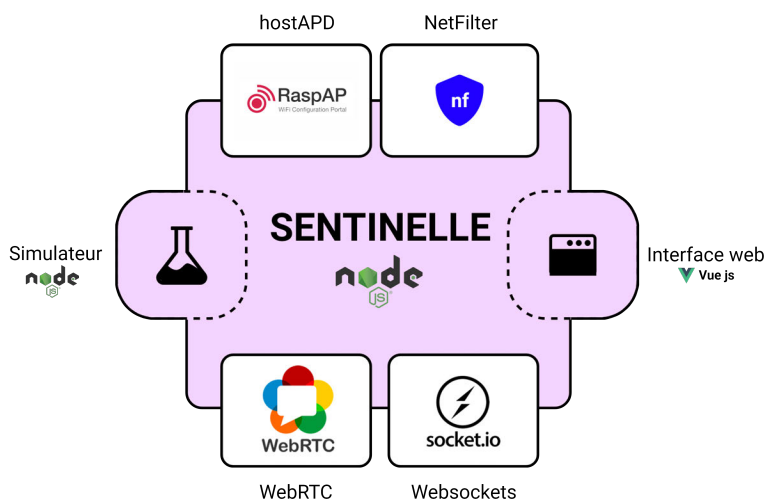 hostAPD
NetFilter
RaspAP
WiFi Configuration Portal
nf
SENTINELLE
node
JS
Simulateur
node
JS
Interface web
Vue js
WebRTC
socket.io
WebRTC
Websockets